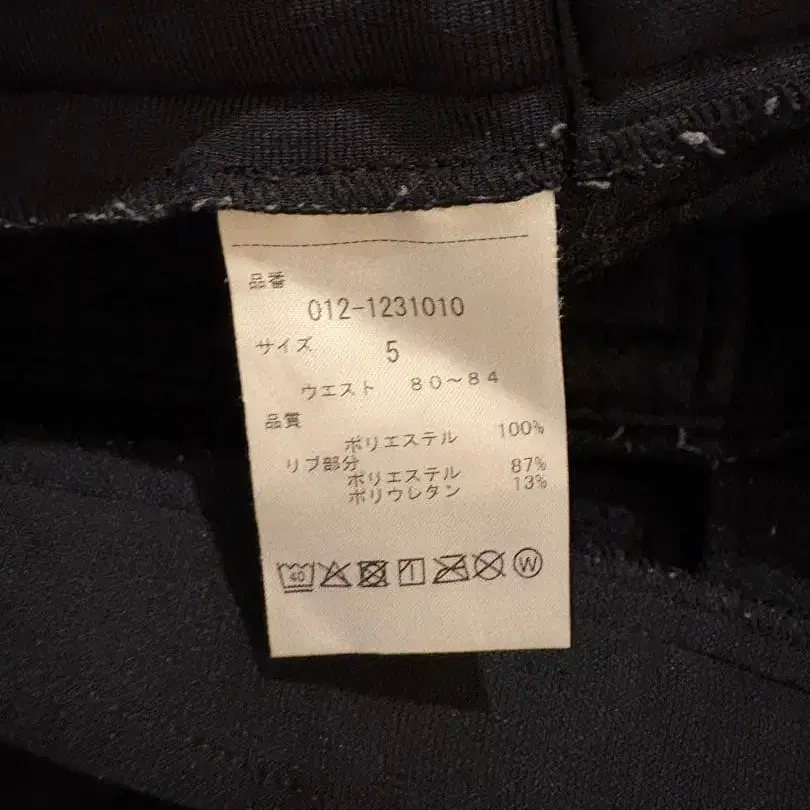 品番
012-1231010
サイズ 5
ウエスト 80~84
品質
ポリエステル 100%
リブ部分
ポリエステル 87%
ポリウレタン 13%
40 W